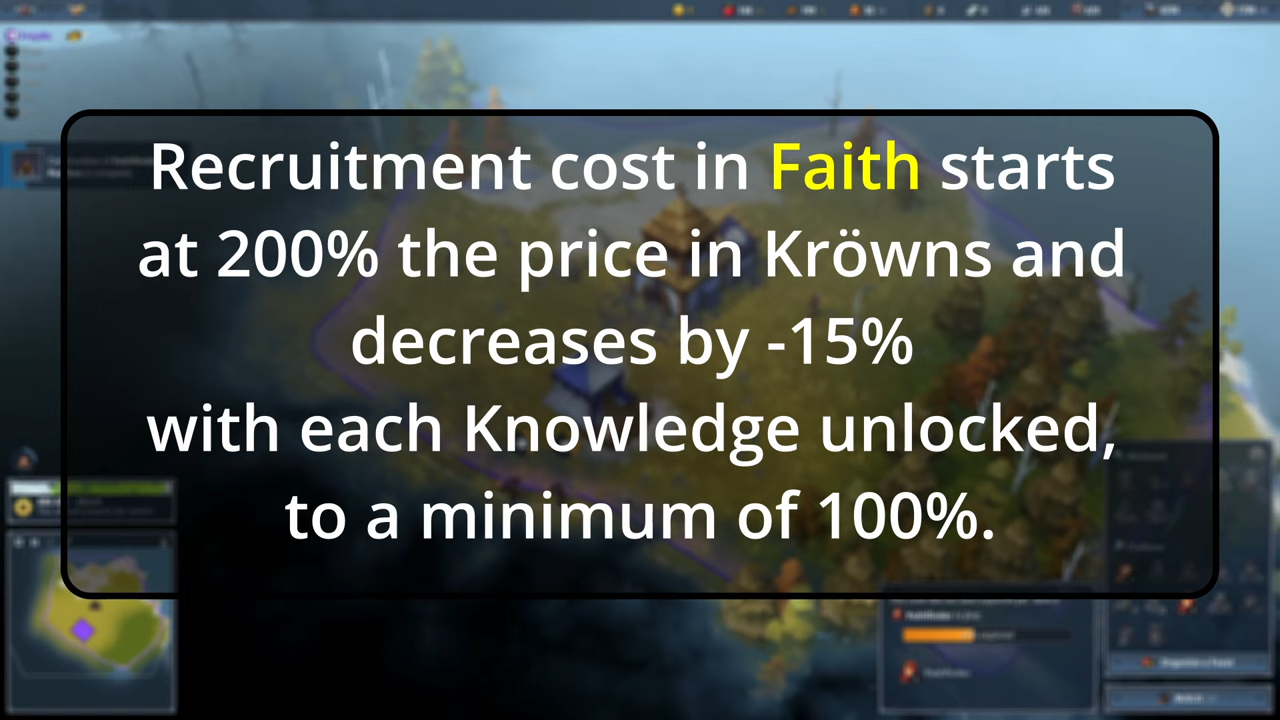 Recruitment cost in Faith starts
at 200% the price in Kröwns and
decreases by -15%
with each Knowledge unlocked,
to a minimum of 100%.